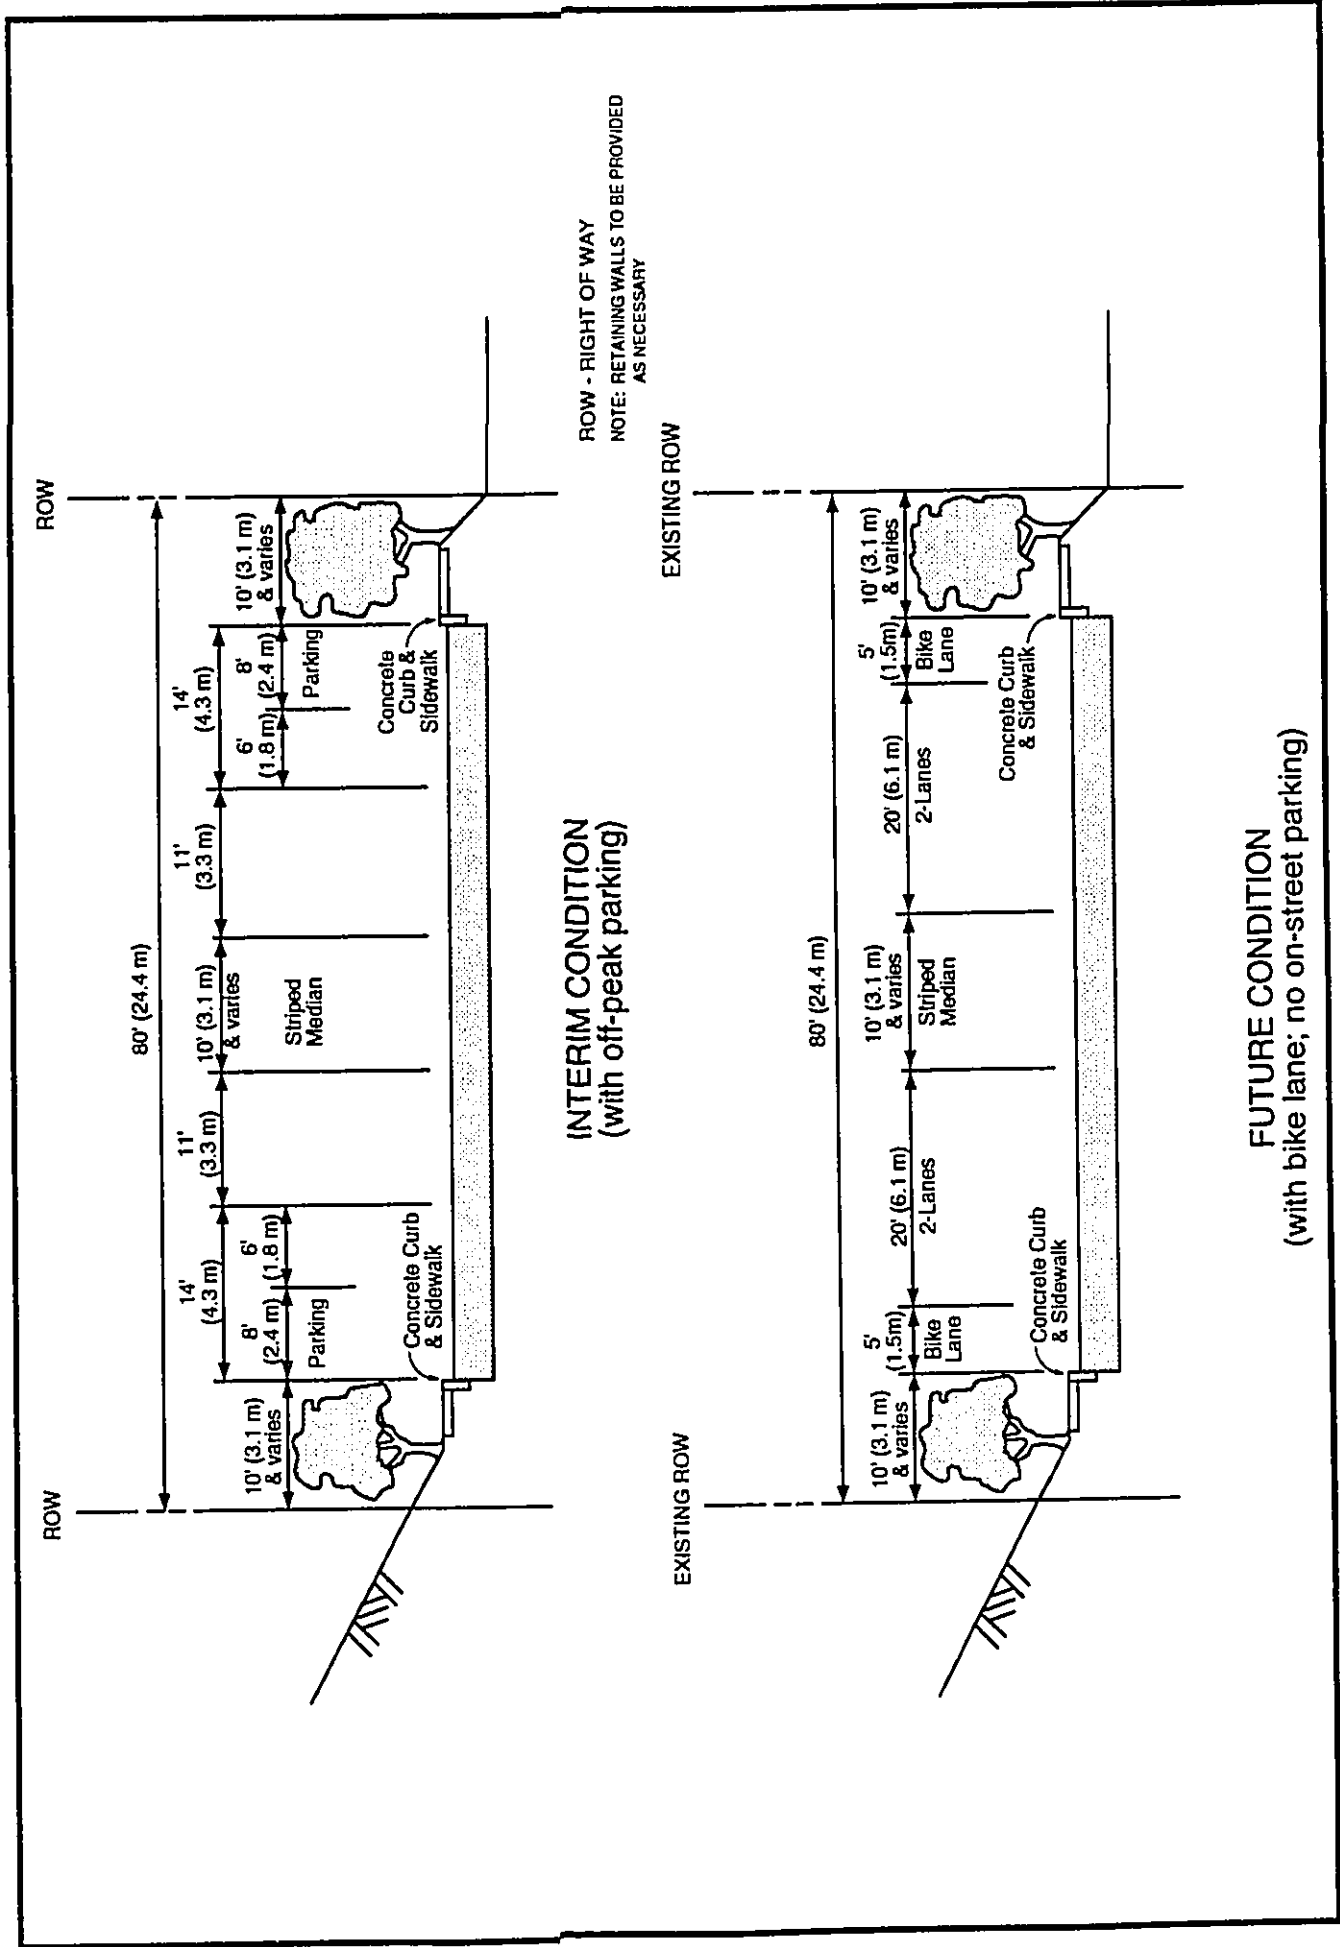 ROW
ROW
80' (24.4 m)
14'
(4.3 m)
11'
(3.3 m)
10' (3.1 m)
& varies
11'
(3.3 m)
14'
(4.3 m)
10' (3.1 m)
& varies
8'
(2.4 m)
6'
(1.8 m)
6'
(1.8 m)
8'
(2.4 m)
10' (3.1 m)
& varies
Parking
Striped
Median
Parking
Concrete Curb
& Sidewalk
Concrete
Curb &
Sidewalk
INTERIM CONDITION
(with off-peak parking)
ROW - RIGHT OF WAY
NOTE: RETAINING WALLS TO BE PROVIDED
AS NECESSARY
EXISTING ROW
EXISTING ROW
80' (24.4 m)
10' (3.1 m)
& varies
5'
(1.5m)
Bike
Lane
20' (6.1 m)
2-Lanes
10' (3.1 m)
& varies
Striped
Median
20' (6.1 m)
2-Lanes
5'
(1.5m)
Bike
Lane
10' (3.1 m)
& varies
Concrete Curb
& Sidewalk
Concrete Curb
& Sidewalk
FUTURE CONDITION
(with bike lane; no on-street parking)